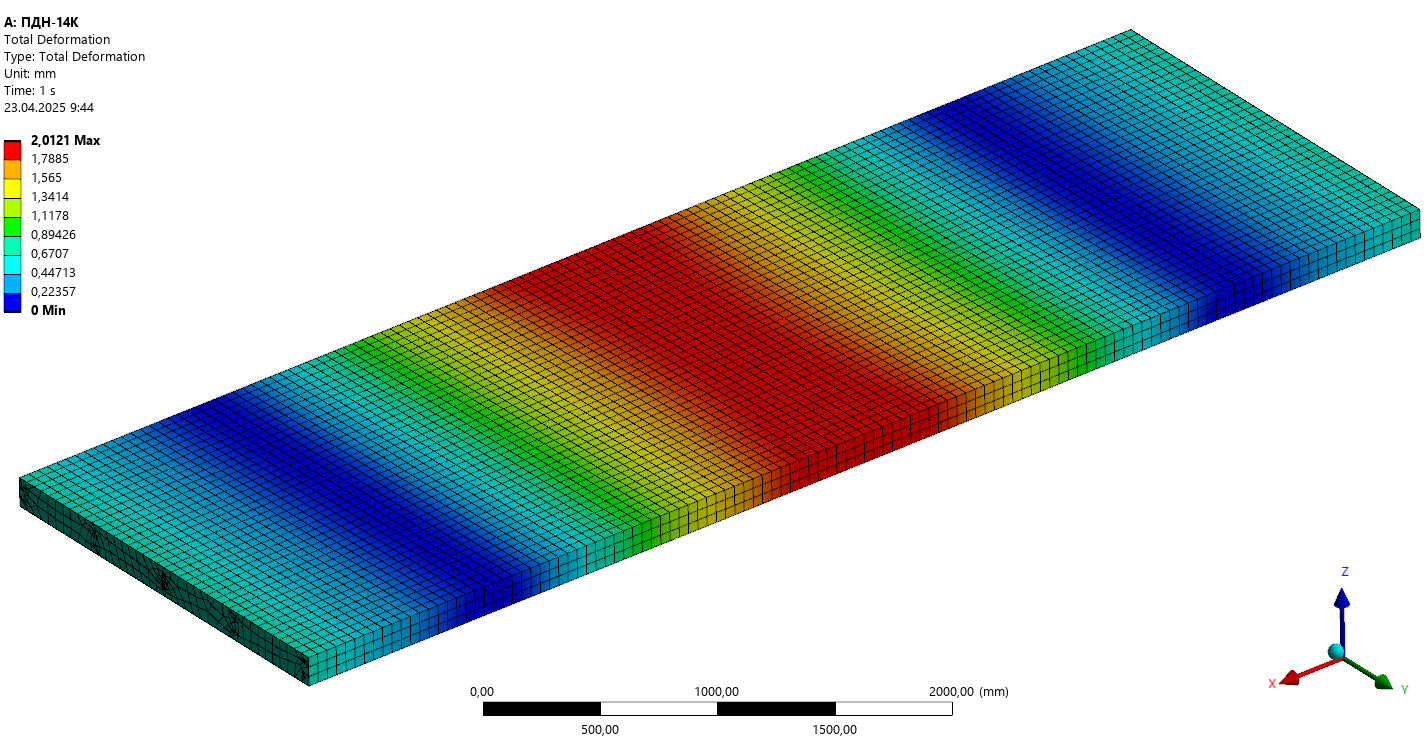 A: ПДН-14К
Total Deformation
Type: Total Deformation
Unit: mm
Time: 1 s
23.04.2025 9:44
2,0121 Max
1,7885
1,565
1,3414
1,1178
0,89426
0,6707
0,44713
0,22357
0 Min
0,00
1000,00
2000,00 (mm)
500,00
1500,00
Z
X
Y